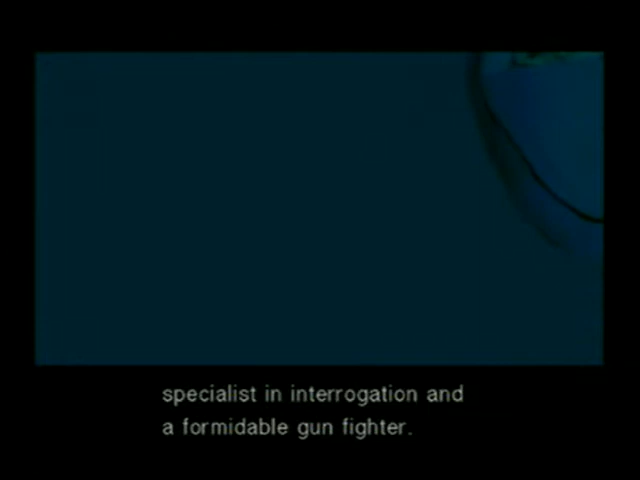 specialist in interrogation and
a formidable gun fighter.